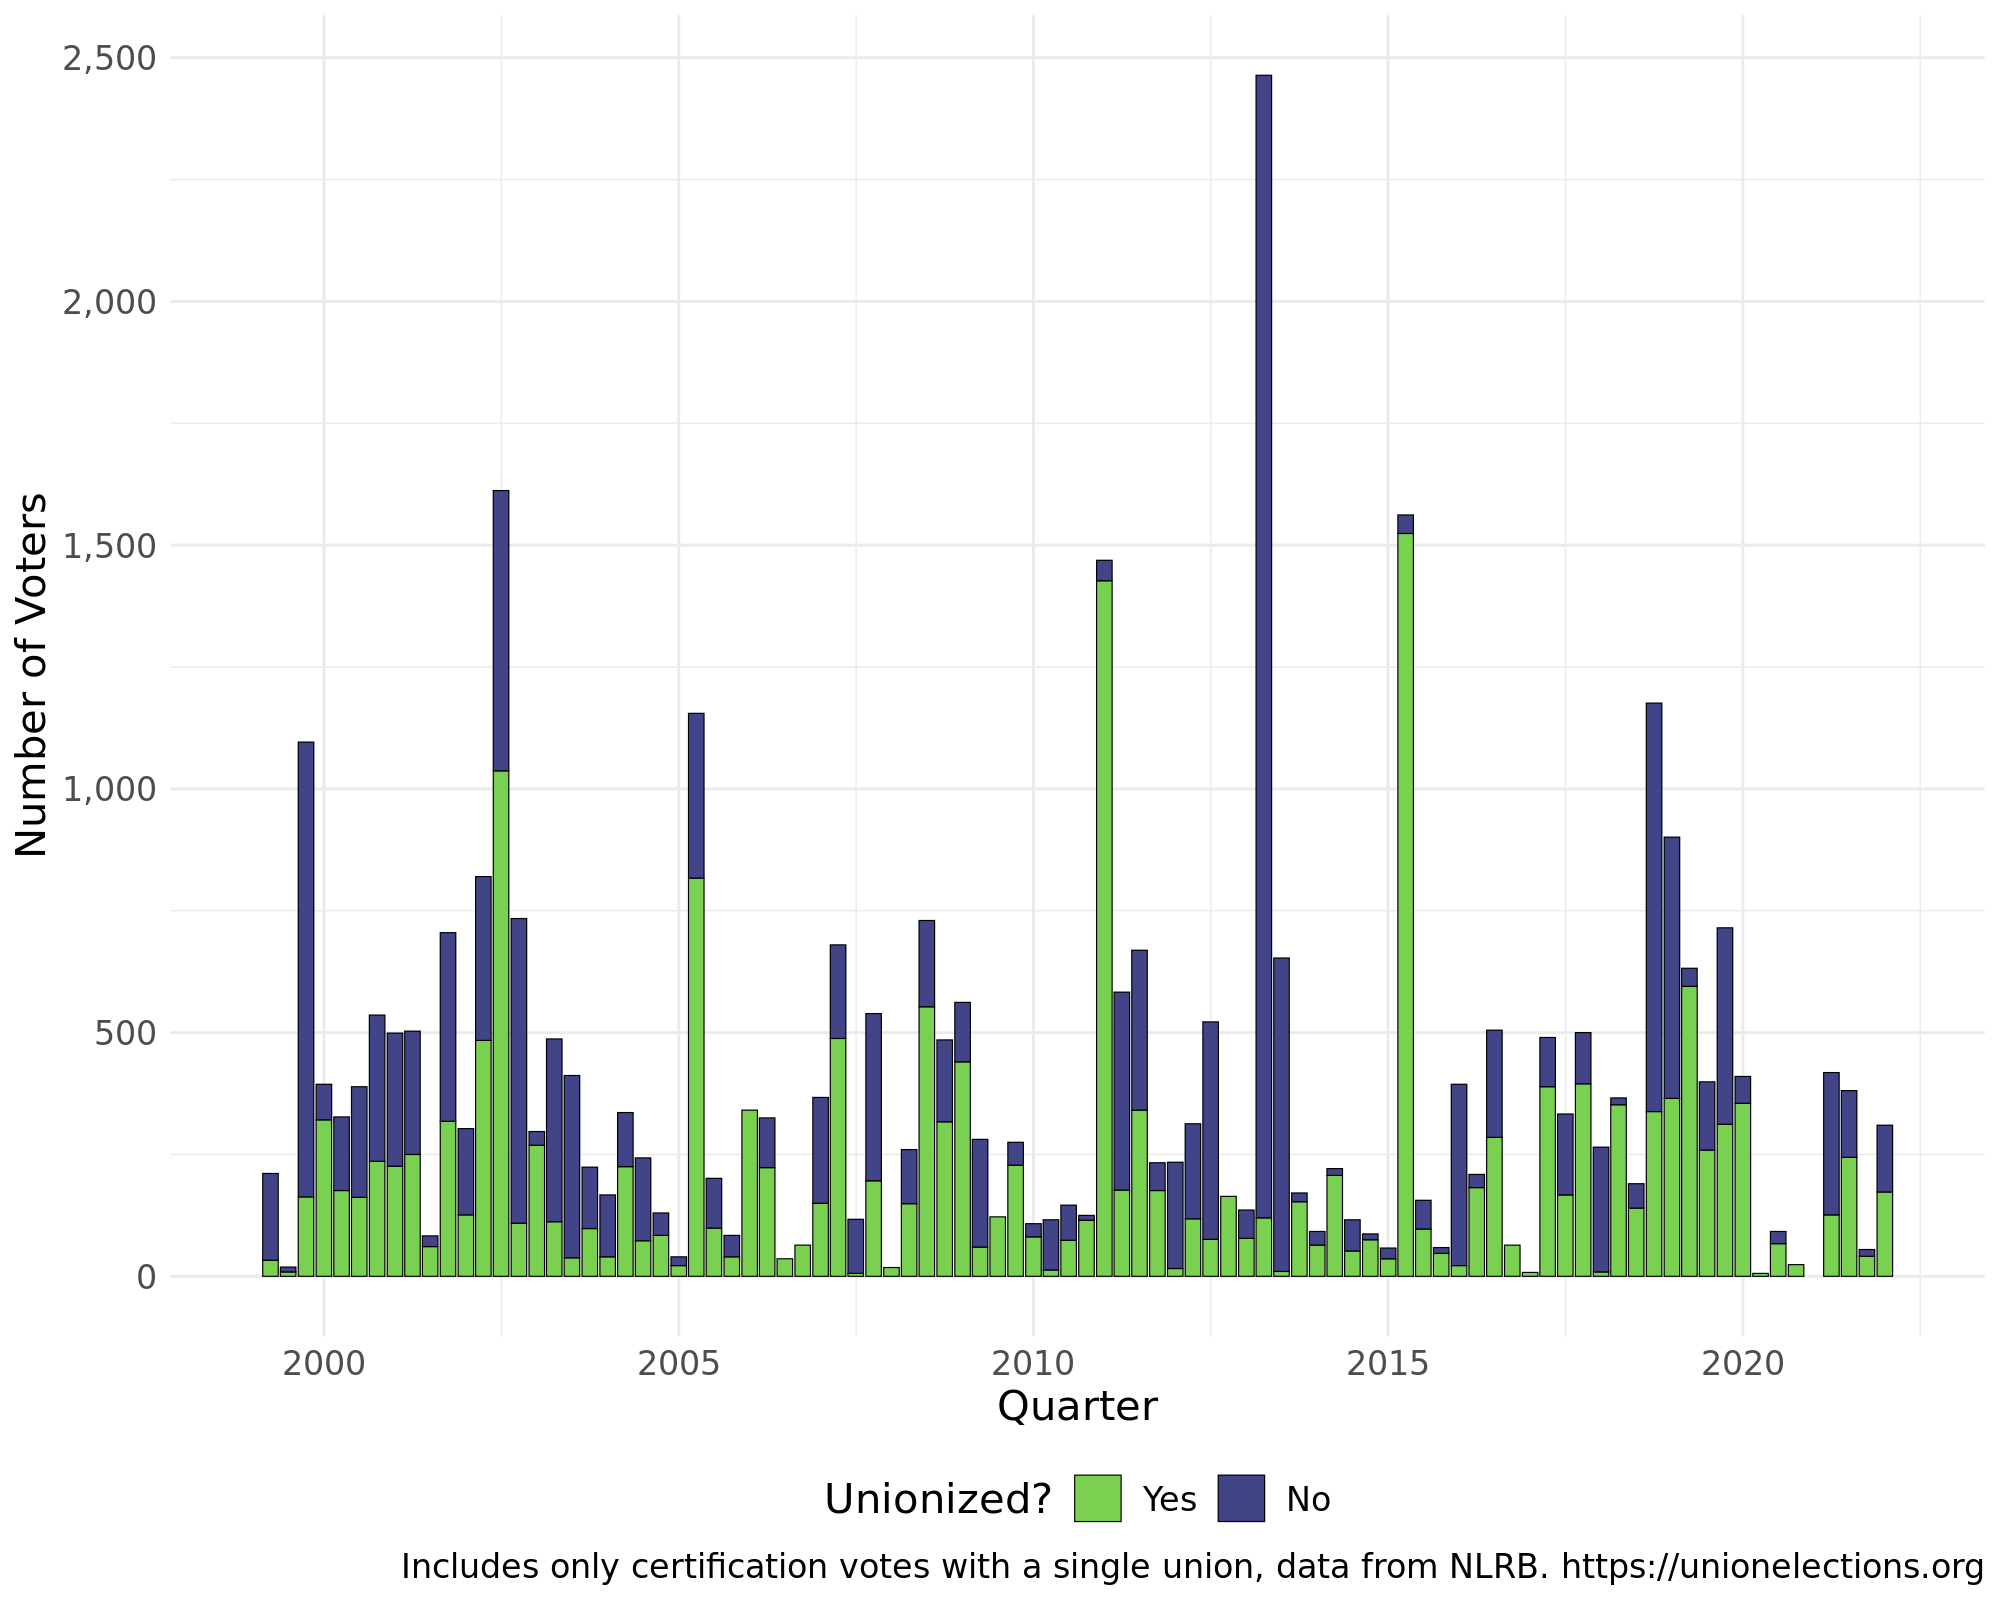 2,500
2,000
1,500
1,000
500
0
Number of Voters
2000 2005 2010 2015 2020
Quarter
Unionized? Yes No
Includes only certification votes with a single union, data from NLRB. https://unionelections.org